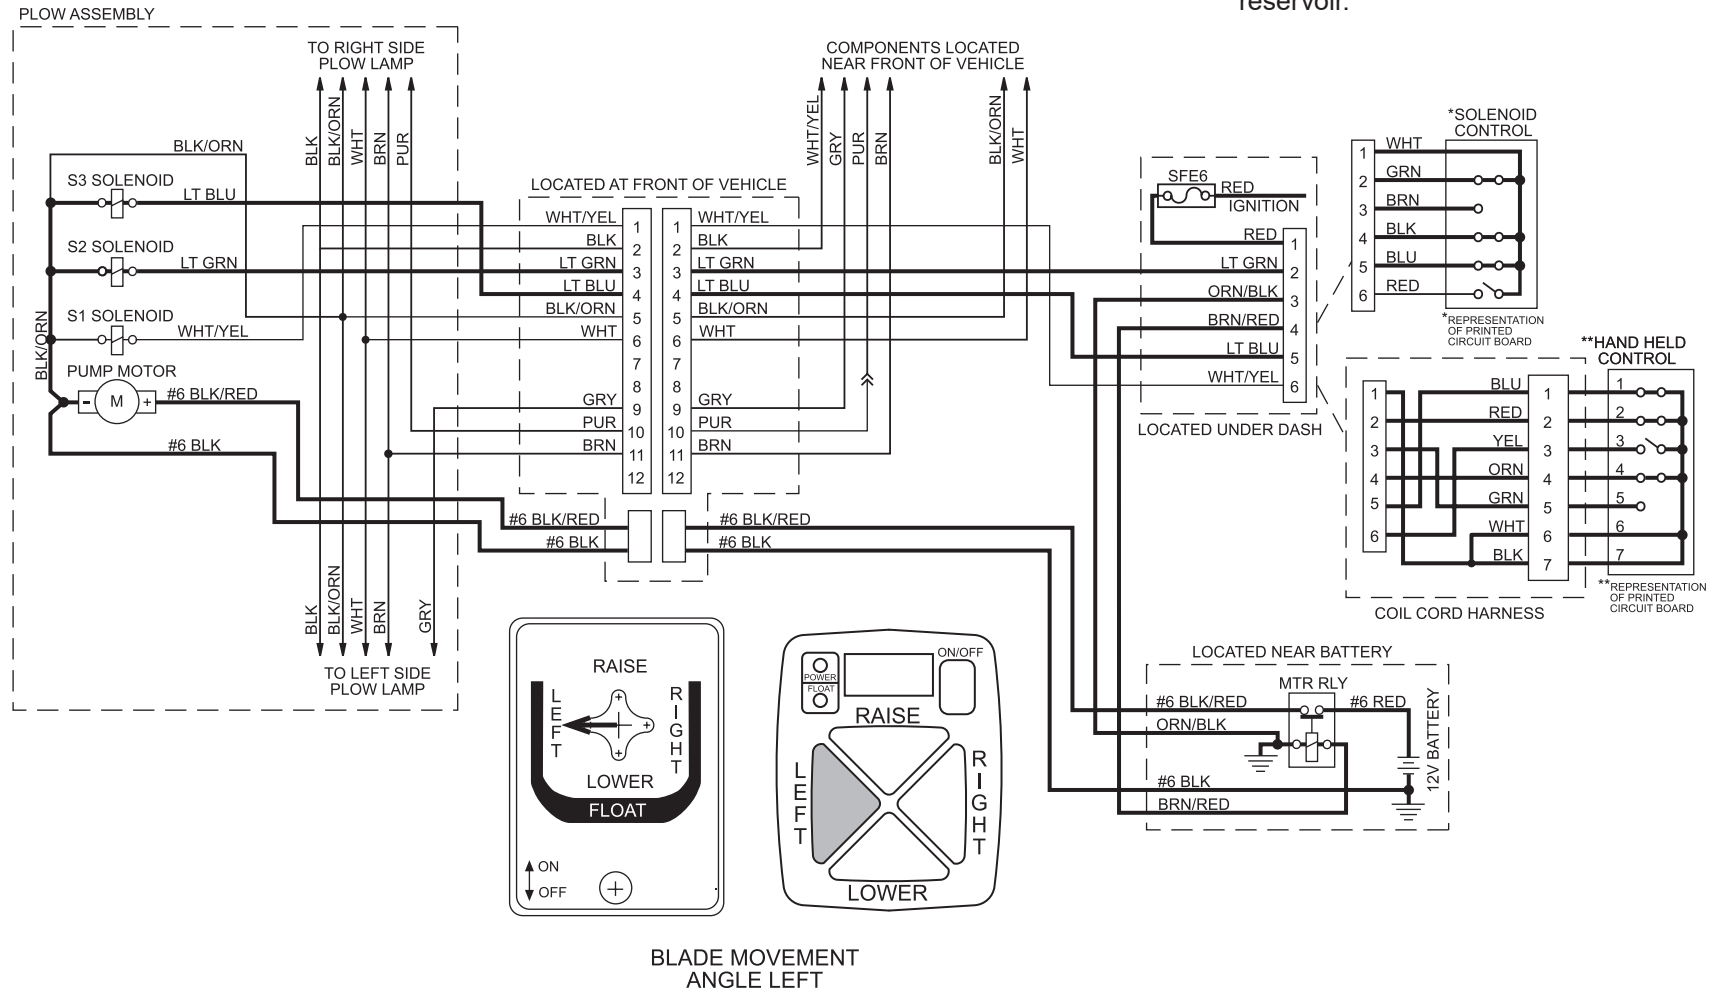 reservoir.
PLOW ASSEMBLY
TO RIGHT SIDE
PLOW LAMP
COMPONENTS LOCATED
NEAR FRONT OF VEHICLE
BLK
BLK/ORN
WHT
BRN
PUR
WHT/YEL
GRY
PUR
BRN
BLK/ORN
WHT
BLK/ORN
S3 SOLENOID
LT BLU
S2 SOLENOID
LT GRN
S1 SOLENOID
WHT/YEL
BLK/ORN
PUMP MOTOR
- M +
#6 BLK/RED
#6 BLK
LOCATED AT FRONT OF VEHICLE
WHT/YEL 1 1 WHT/YEL
BLK 2 2 BLK
LT GRN 3 3 LT GRN
LT BLU 4 4 LT BLU
BLK/ORN 5 5 BLK/ORN
WHT 6 6 WHT
7 7
8 8
GRY 9 9 GRY
PUR 10 10 PUR
BRN 11 11 BRN
12 12
#6 BLK/RED #6 BLK/RED
#6 BLK #6 BLK
BLK
BLK/ORN
WHT
BRN
GRY
TO LEFT SIDE
PLOW LAMP
SFE6
RED
IGNITION
RED 1
LT GRN 2
ORN/BLK 3
BRN/RED 4
LT BLU 5
WHT/YEL 6
LOCATED UNDER DASH
*SOLENOID
CONTROL
1 WHT
2 GRN
3 BRN
4 BLK
5 BLU
6 RED
*REPRESENTATION
OF PRINTED
CIRCUIT BOARD
**HAND HELD
CONTROL
1 BLU 1 1
2 RED 2 2
3 YEL 3 3
4 ORN 4 4
5 GRN 5 5
6 WHT 6 6
BLK 7 7
**REPRESENTATION
OF PRINTED
CIRCUIT BOARD
COIL CORD HARNESS
LOCATED NEAR BATTERY
MTR RLY
#6 BLK/RED
#6 RED
ORN/BLK
#6 BLK
BRN/RED
12V BATTERY
RAISE
LEFT
RIGHT
+
+
+
LOWER
FLOAT
ON
OFF
+
POWER
FLOAT
ON/OFF
RAISE
LEFT
RIGHT
LOWER
BLADE MOVEMENT
ANGLE LEFT